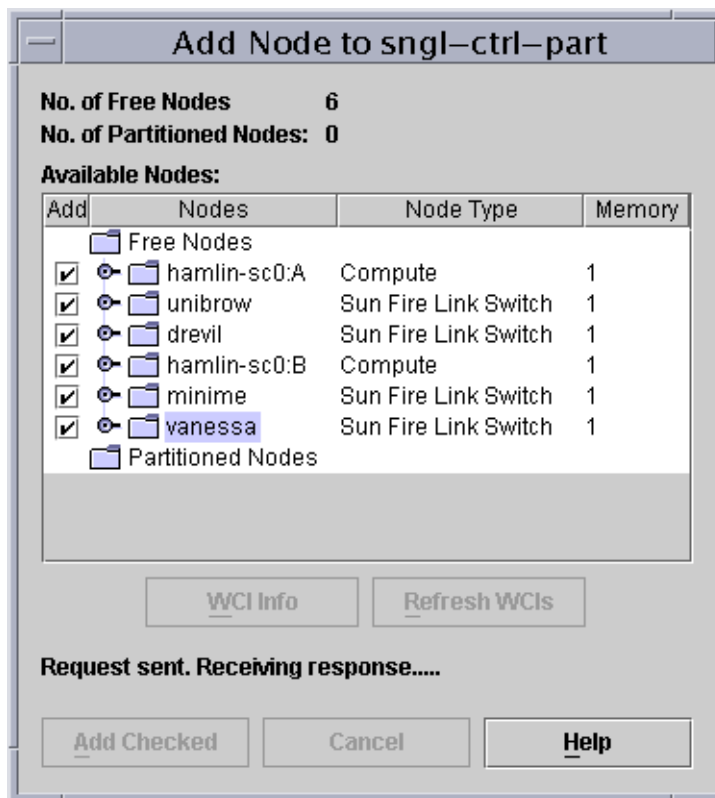 Add Node to sngl-ctrl-part
No. of Free Nodes 6
No. of Partitioned Nodes: 0
Available Nodes:
Add Nodes Node Type Memory
Free Nodes
hamlin-sc0:A Compute 1
unibrow Sun Fire Link Switch 1
drevil Sun Fire Link Switch 1
hamlin-sc0:B Compute 1
minime Sun Fire Link Switch 1
vanessa Sun Fire Link Switch 1
Partitioned Nodes
WCI Info Refresh WCIs
Request sent. Receiving response.....
Add Checked Cancel Help